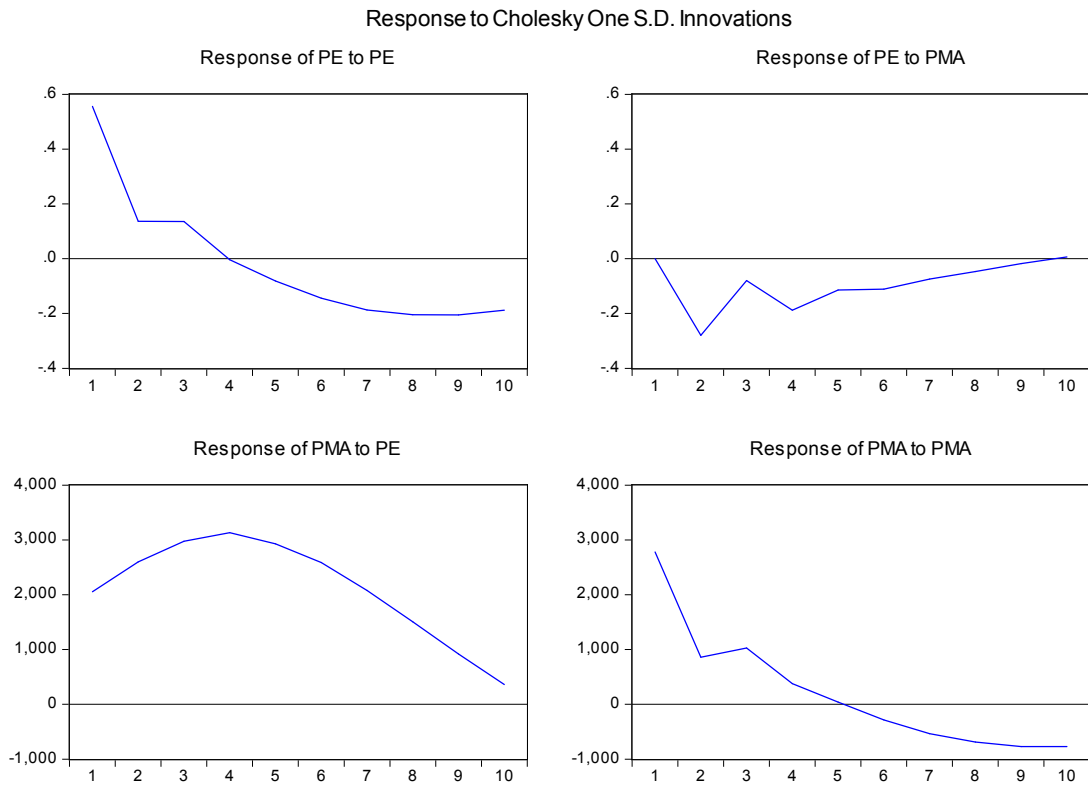 Response to Cholesky One S.D. Innovations
Response of PE to PE
.6
.4
.2
.0
-.2
-.4
1 2 3 4 5 6 7 8 9 10
Response of PE to PMA
.6
.4
.2
.0
-.2
-.4
1 2 3 4 5 6 7 8 9 10
Response of PMA to PE
4,000
3,000
2,000
1,000
0
-1,000
1 2 3 4 5 6 7 8 9 10
Response of PMA to PMA
4,000
3,000
2,000
1,000
0
-1,000
1 2 3 4 5 6 7 8 9 10